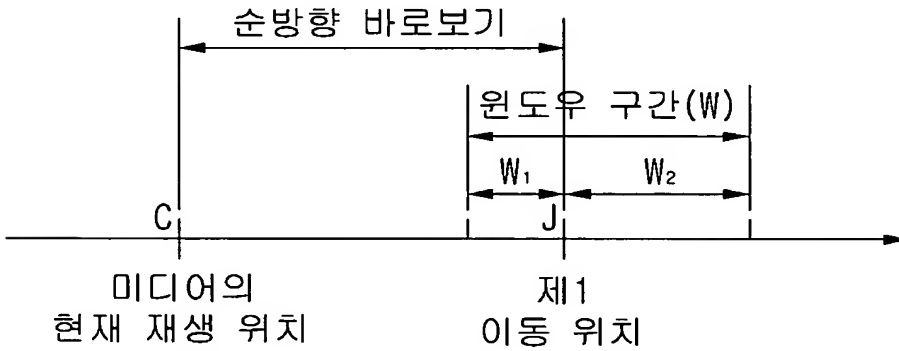 순방향 바로보기
윈도우 구간(W)
W₁
W₂
C
J
미디어의
현재 재생 위치
제1
이동 위치